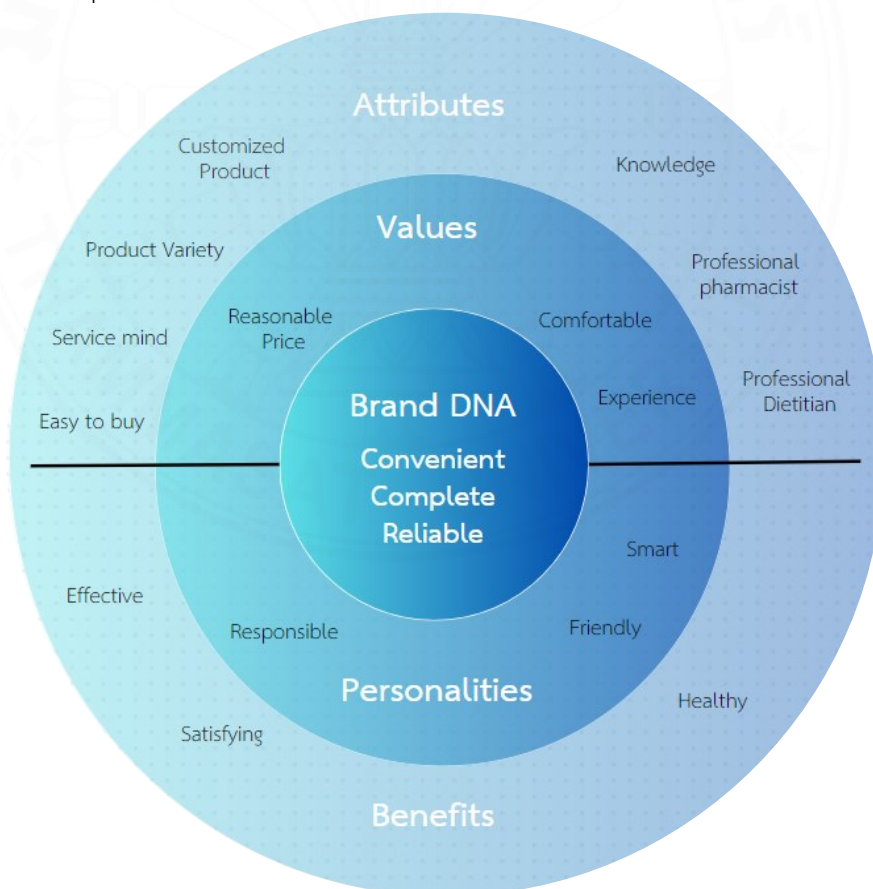 Attributes
Customized
Product
Knowledge
Values
Product Variety
Professional
pharmacist
Reasonable
Price
Comfortable
Service mind
Professional
Dietitian
Experience
Easy to buy
Brand DNA
Convenient
Complete
Reliable
Smart
Effective
Responsible
Friendly
Personalities
Healthy
Satisfying
Benefits